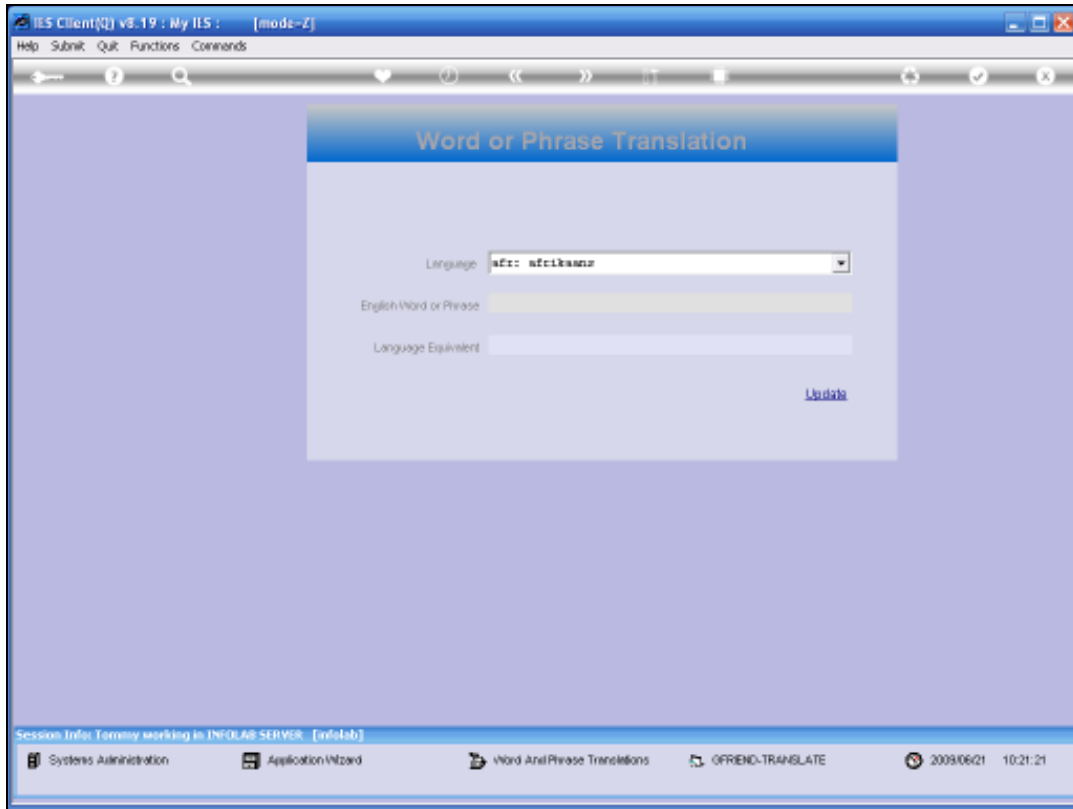 IES Client(Q) v8.19 : My IES : [mode=Z]
Help Submit Quit Functions Commands
Word or Phrase Translation
Language afr: afrikaans
English Word or Phrase
Language Equivalent
Update
Session Info: Tommy working in INFOLAB SERVER [infolab]
Systems Administration Application Wizard Word And Phrase Translations GFRIEND-TRANSLATE 2009/06/21 10:21:21